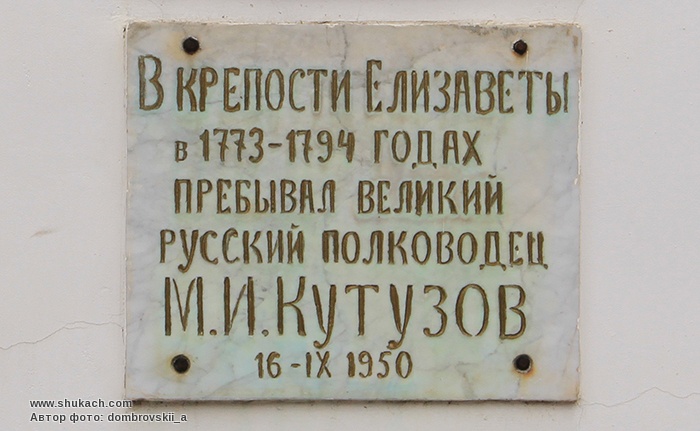 В КРЕПОСТИ ЕЛИЗАВЕТЫ
в 1773-1794 ГОДАХ
ПРЕБЫВАЛ ВЕЛИКИЙ
РУССКИЙ ПОЛКОВОДЕЦ
М.И.КУТУЗОВ
16-IX 1950
www.shukach.com
Автор фото: dombrovskii_a